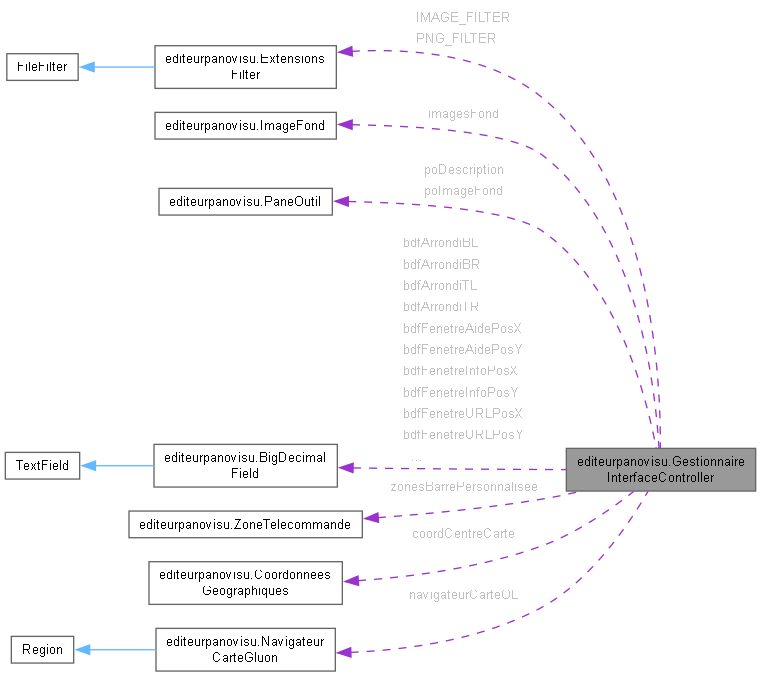 IMAGE_FILTER
PNG_FILTER
editeurpanovisu.Extensions
Filter
FileFilter
imagesFond
editeurpanovisu.ImageFond
poDescription
poImageFond
editeurpanovisu.PaneOutil
bdfArrondiBL
bdfArrondiBR
bdfArrondiTL
bdfArrondiTR
bdfFenetreAidePosX
bdfFenetreAidePosY
bdfFenetreInfoPosX
bdfFenetreInfoPosY
bdfFenetreURLPosX
bdfFenetreURLPosY
...
TextField
editeurpanovisu.BigDecimal
Field
editeurpanovisu.Gestionnaire
InterfaceController
zonesBarrePersonnalisee
editeurpanovisu.ZoneTelecommande
coordCentreCarte
editeurpanovisu.Coordonnees
Geographiques
navigateurCarteOL
Region
editeurpanovisu.Navigateur
CarteGluon